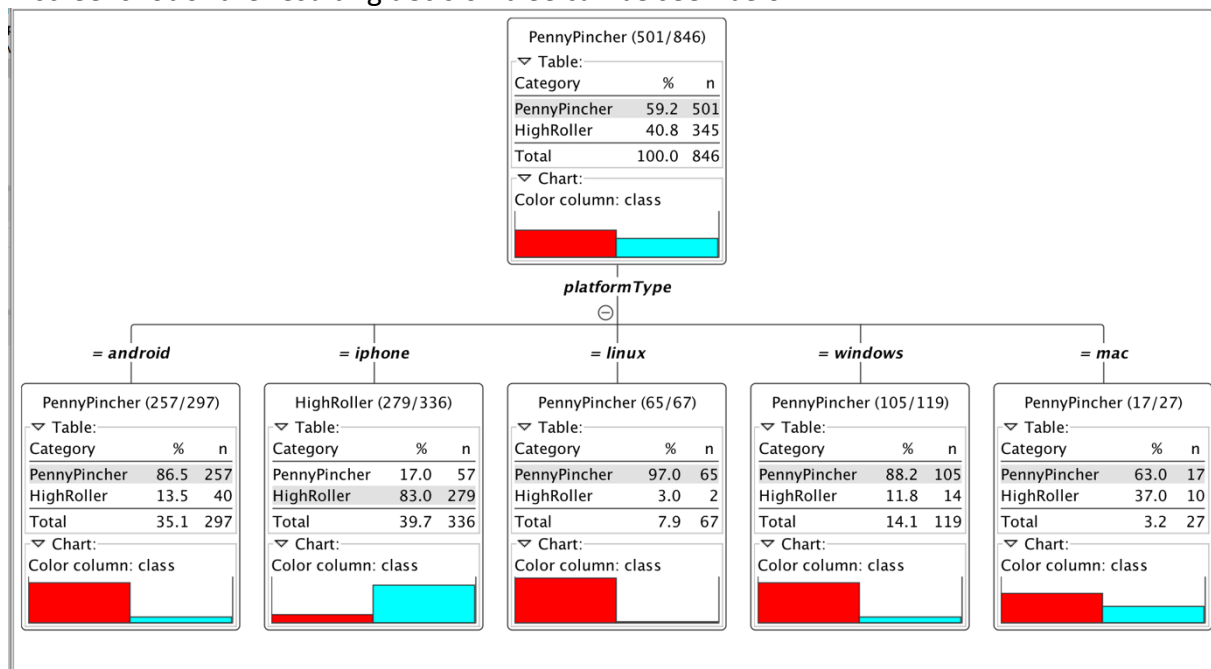 PennyPincher (501/846)
▽ Table:
Category % n
PennyPincher 59.2 501
HighRoller 40.8 345
Total 100.0 846
▽ Chart:
Color column: class
platformType
= android
= iphone
= linux
= windows
= mac
PennyPincher (257/297)
▽ Table:
Category % n
PennyPincher 86.5 257
HighRoller 13.5 40
Total 35.1 297
▽ Chart:
Color column: class
HighRoller (279/336)
▽ Table:
Category % n
PennyPincher 17.0 57
HighRoller 83.0 279
Total 39.7 336
▽ Chart:
Color column: class
PennyPincher (65/67)
▽ Table:
Category % n
PennyPincher 97.0 65
HighRoller 3.0 2
Total 7.9 67
▽ Chart:
Color column: class
PennyPincher (105/119)
▽ Table:
Category % n
PennyPincher 88.2 105
HighRoller 11.8 14
Total 14.1 119
▽ Chart:
Color column: class
PennyPincher (17/27)
▽ Table:
Category % n
PennyPincher 63.0 17
HighRoller 37.0 10
Total 3.2 27
▽ Chart:
Color column: class